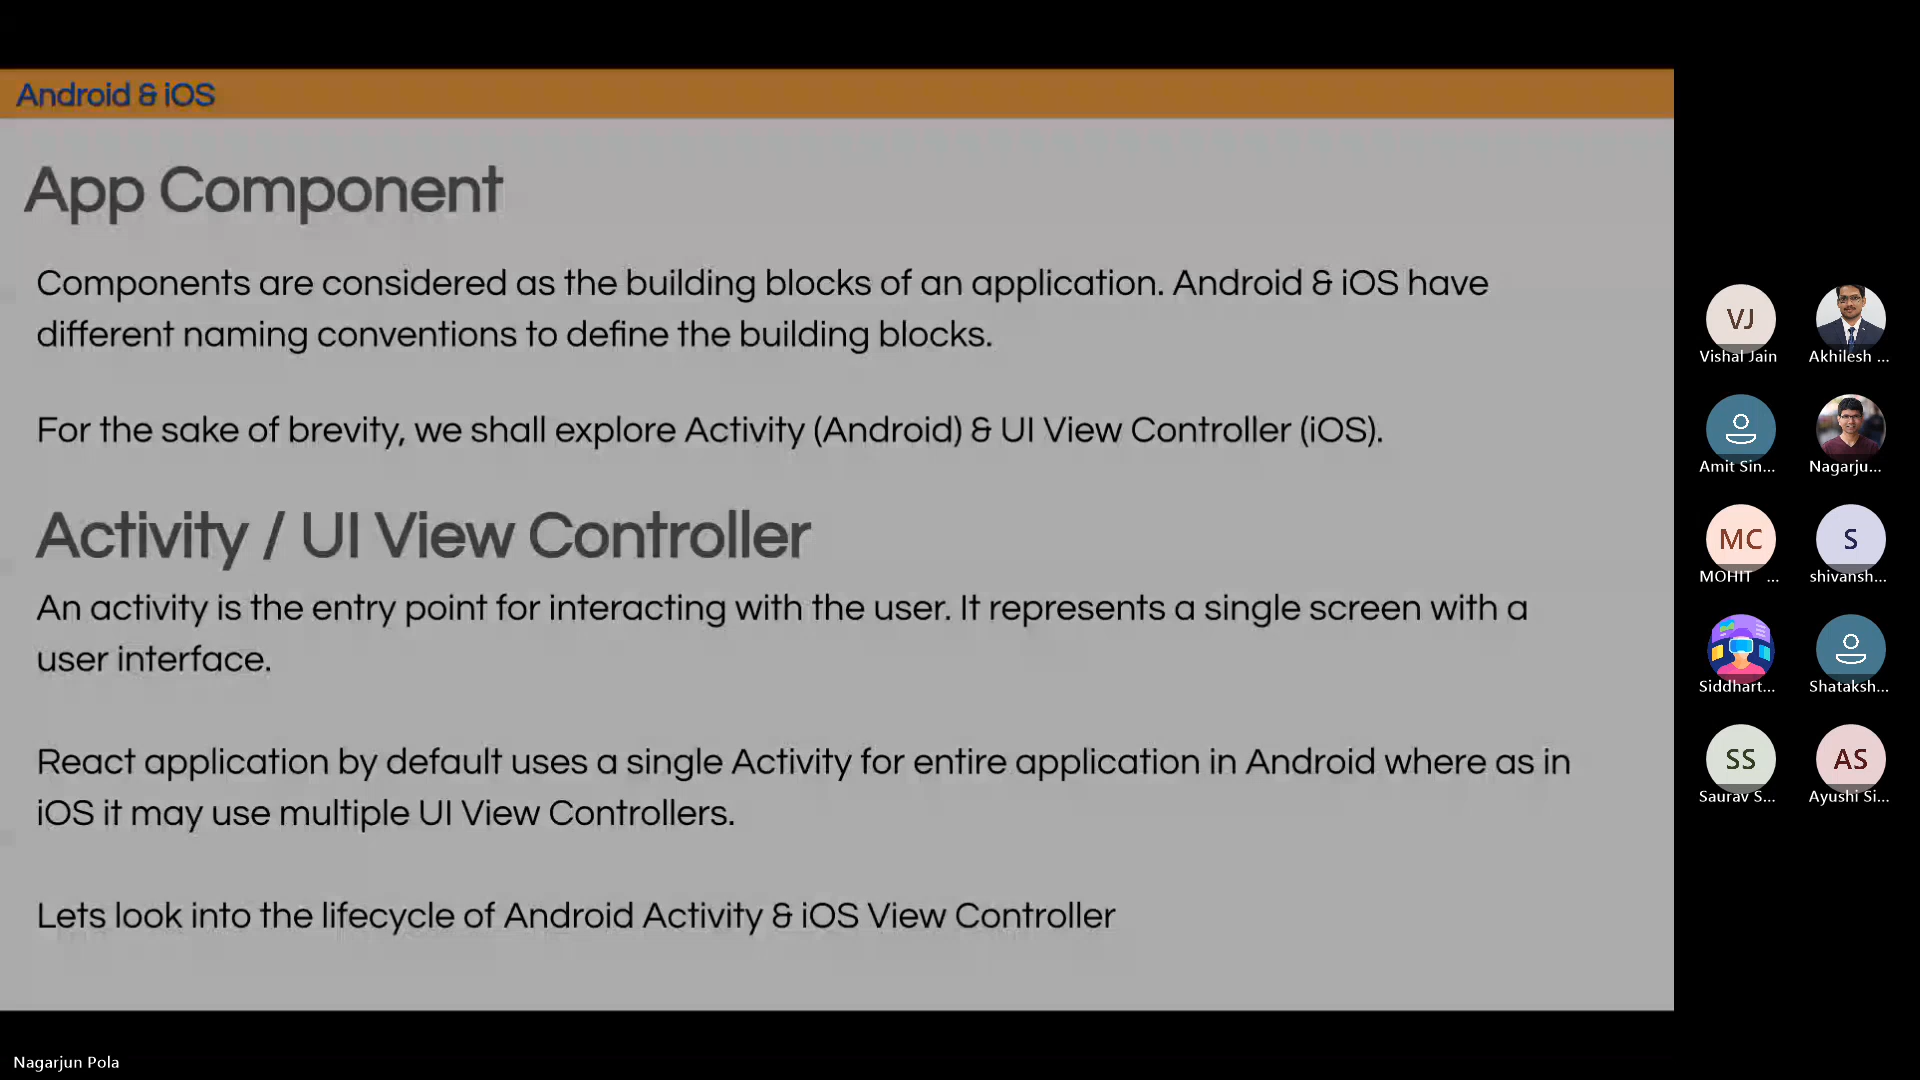 Android & iOS
App Component
Components are considered as the building blocks of an application. Android & iOS have
different naming conventions to define the building blocks.
For the sake of brevity, we shall explore Activity (Android) & UI View Controller (iOS).
Activity / UI View Controller
An activity is the entry point for interacting with the user. It represents a single screen with a
user interface.
React application by default uses a single Activity for entire application in Android where as in
iOS it may use multiple UI View Controllers.
Lets look into the lifecycle of Android Activity & iOS View Controller
VJ
Vishal Jain
Akhilesh ...
Amit Sin...
Nagarju...
MC
MOHIT ...
S
shivansh...
Siddhart...
Shataksh...
SS
Saurav S...
AS
Ayushi Si...
Nagarjun Pola